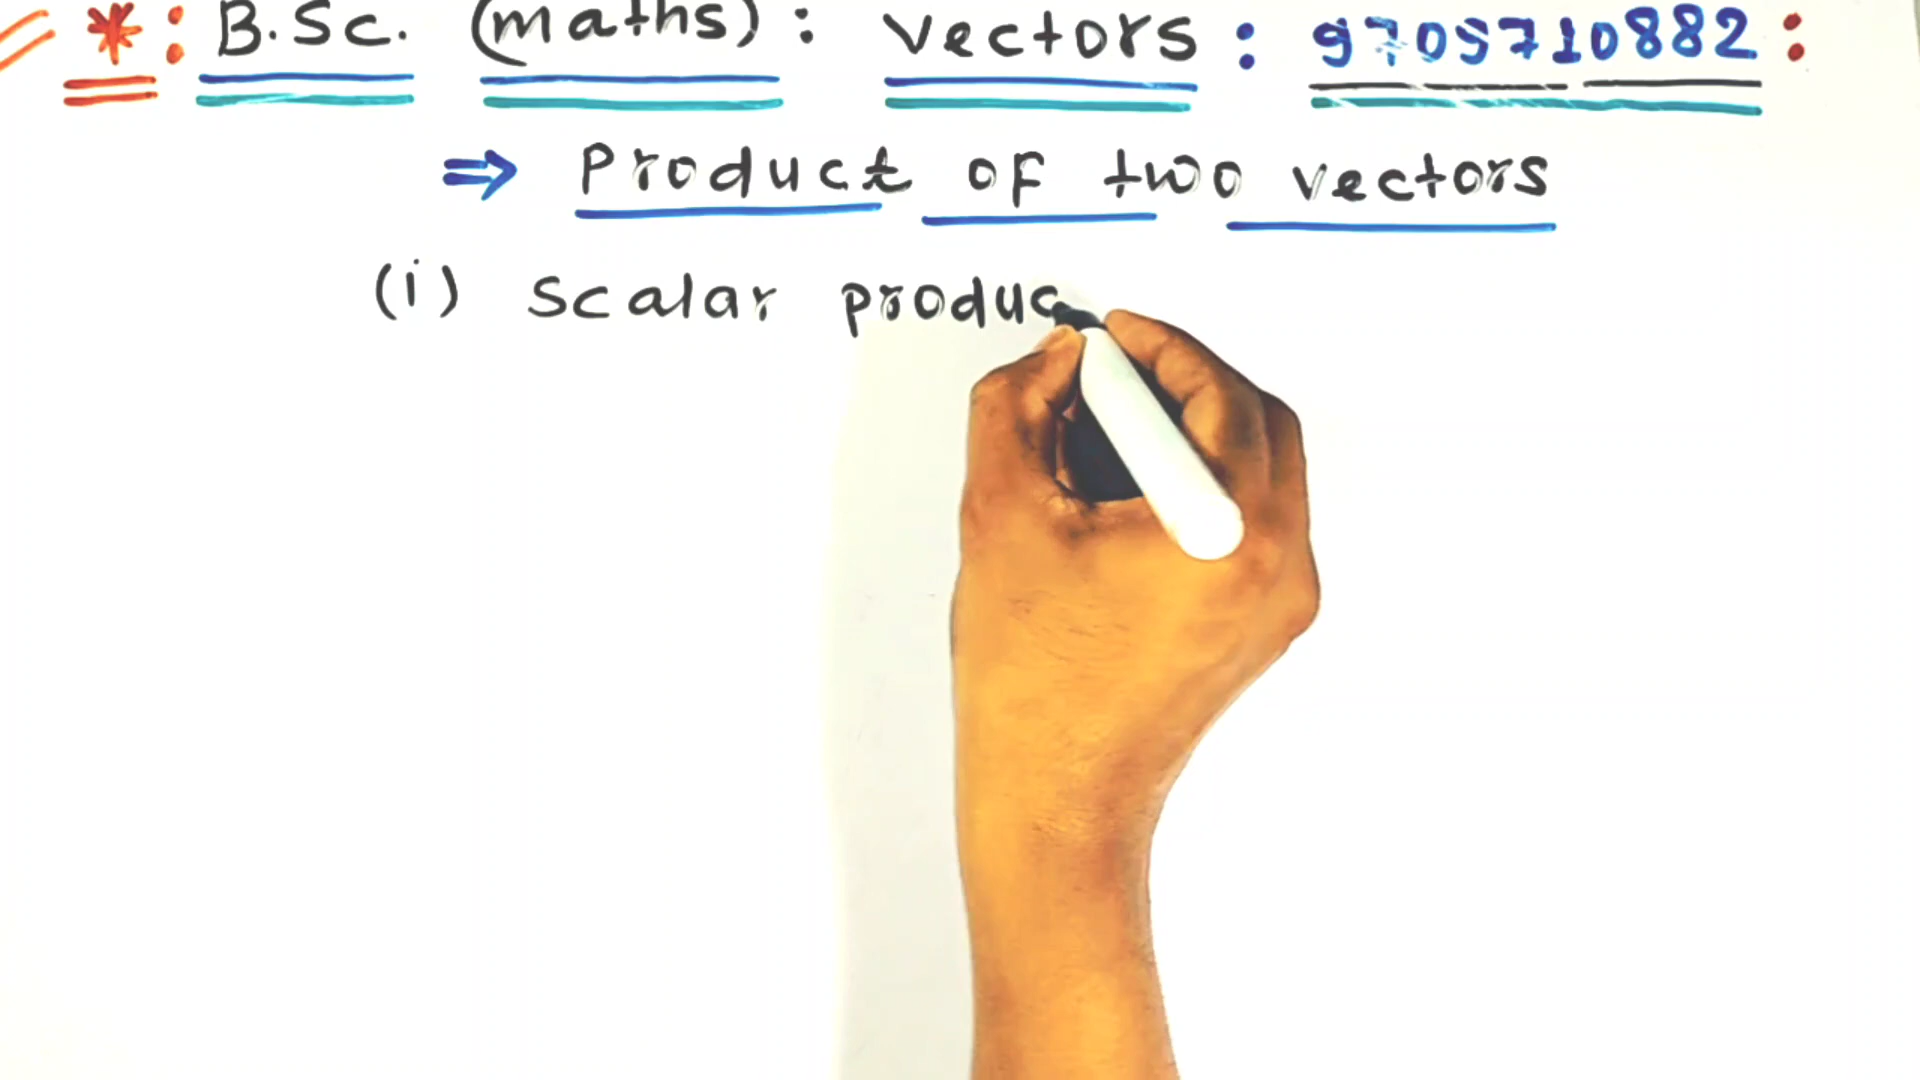 * : B.Sc. (maths) : Vectors : 9705710882 :
⇒ Product of two vectors
(i) Scalar produc